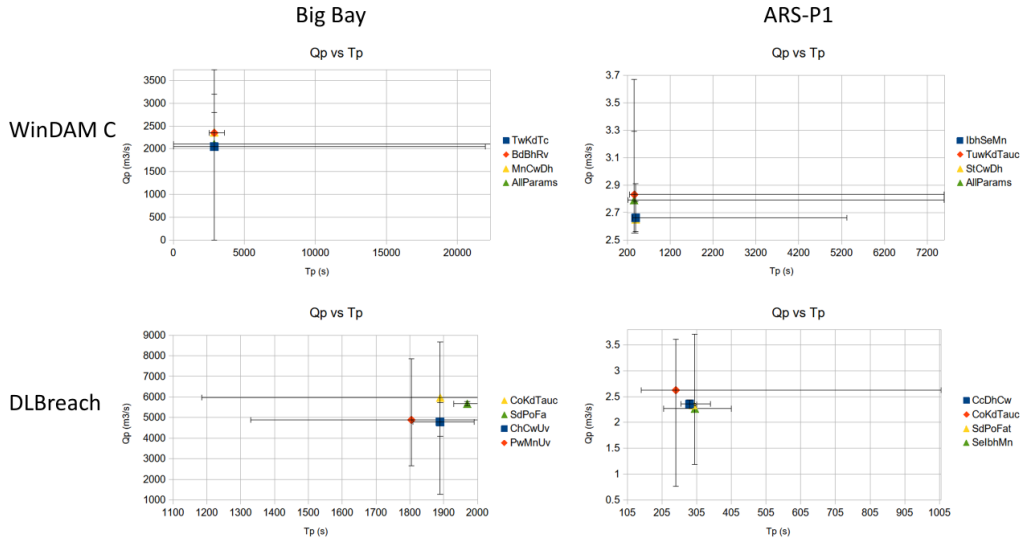 Big Bay
ARS-P1
WinDAM C
Qp vs Tp
Qp (m3/s)
3500
3000
2500
2000
1500
1000
500
0
0 5000 10000 15000 20000
Tp (s)
TwKdTc
BdBhRv
MnCwDh
AllParams
Qp vs Tp
Qp (m3/s)
3.7
3.5
3.3
3.1
2.9
2.7
2.5
200 1200 2200 3200 4200 5200 6200 7200
Tp (s)
IbhSeMn
TuwKdTauc
StCwDh
AllParams
DLBreach
Qp vs Tp
Qp (m3/s)
9000
8000
7000
6000
5000
4000
3000
2000
1000
1100 1200 1300 1400 1500 1600 1700 1800 1900 2000
Tp (s)
CoKdTauc
SdPoFa
ChCwUv
PwMnUv
Qp vs Tp
Qp (m3/s)
3.5
3
2.5
2
1.5
1
0.5
105 205 305 405 505 605 705 805 905 1005
Tp (s)
CcDhCw
CoKdTauc
SdPoFat
SelbhMn